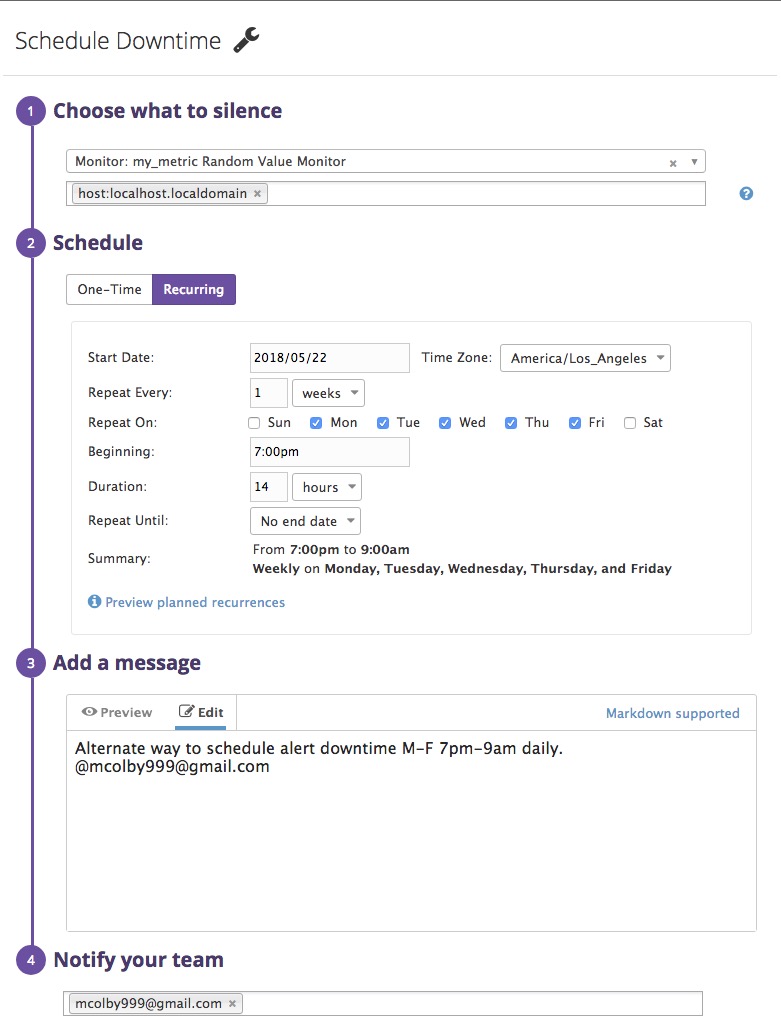 Schedule Downtime
1 Choose what to silence
Monitor: my_metric Random Value Monitor × ▼
host:localhost.localdomain × ?
2 Schedule
One-Time Recurring
Start Date: 2018/05/22 Time Zone: America/Los_Angeles
Repeat Every: 1 weeks
Repeat On: Sun Mon Tue Wed Thu Fri Sat
Beginning: 7:00pm
Duration: 14 hours
Repeat Until: No end date
Summary: From 7:00pm to 9:00am
Weekly on Monday, Tuesday, Wednesday, Thursday, and Friday
i Preview planned recurrences
3 Add a message
Preview Edit Markdown supported
Alternate way to schedule alert downtime M-F 7pm-9am daily.
@mcolby999@gmail.com
4 Notify your team
mcolby999@gmail.com ×